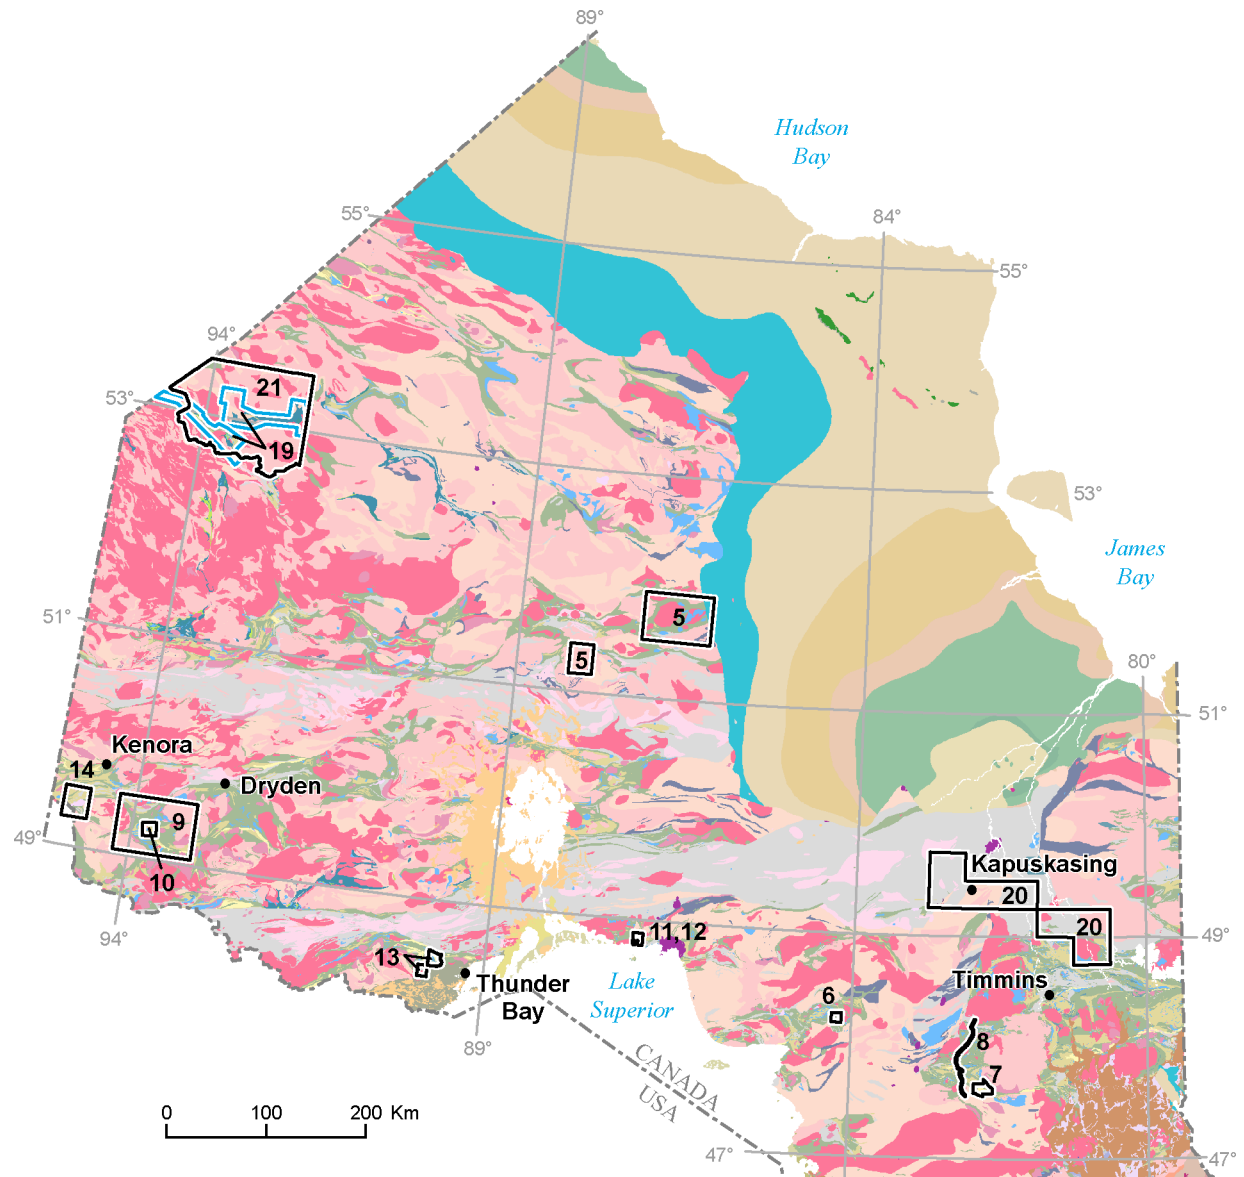 89°
Hudson
Bay
55°
84°
55°
94°
53°
21
19
53°
James
Bay
51°
5
5
80°
51°
Kenora
14
Dryden
9
49°
10
Kapuskasing
20
20
94°
11,12
49°
13
Thunder
Bay
Lake
Superior
Timmins
6
8
7
89°
CANADA
USA
0 100 200 Km
47°
47°